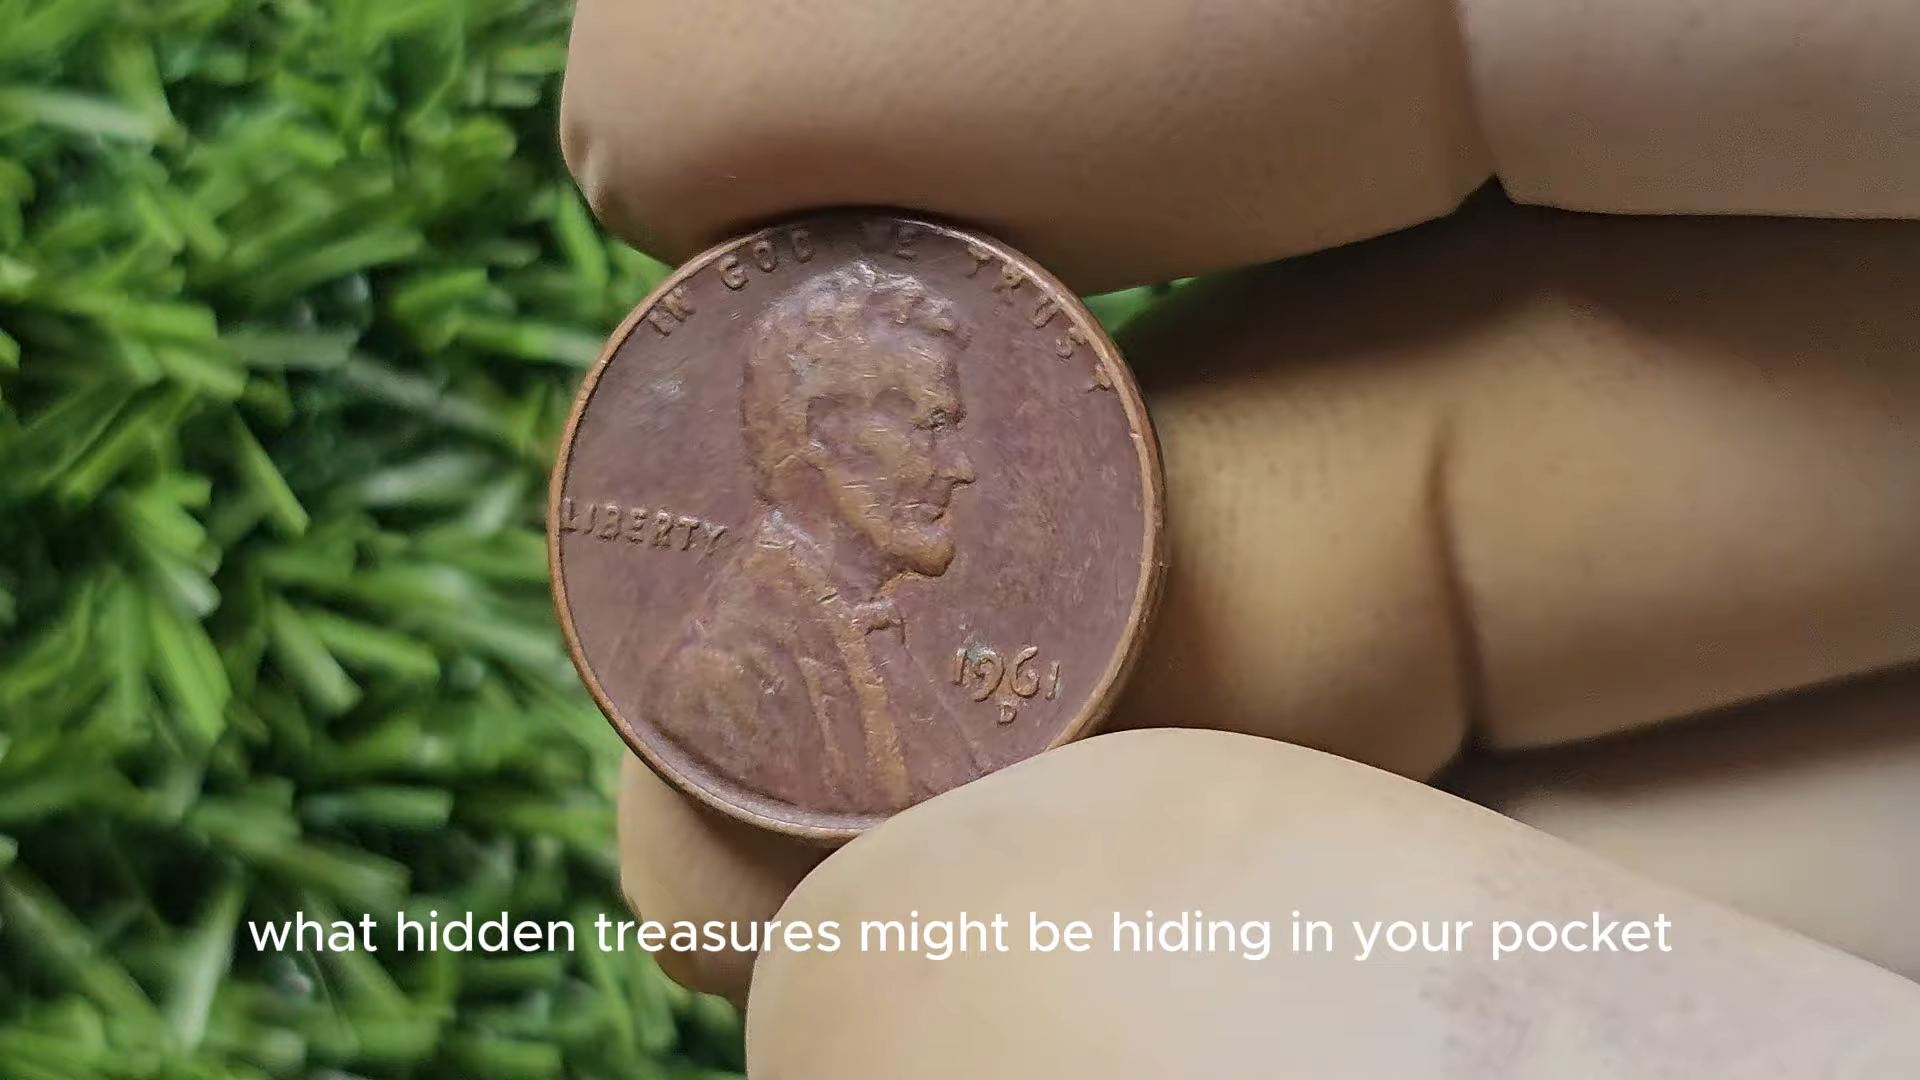 IN GOD WE TRUST
LIBERTY
1961
D
what hidden treasures might be hiding in your pocket